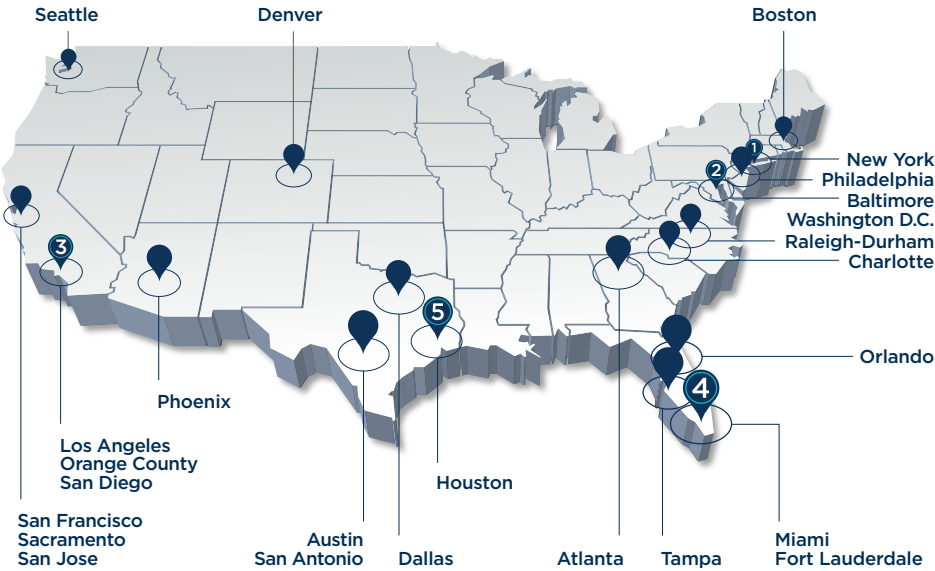 Seattle
Denver
Boston
1
New York
2
Philadelphia
Baltimore
Washington D.C.
Raleigh-Durham
3
Charlotte
5
Orlando
4
Phoenix
Los Angeles
Orange County
San Diego
Houston
San Francisco
Sacramento
San Jose
Austin
San Antonio
Dallas
Atlanta
Tampa
Miami
Fort Lauderdale